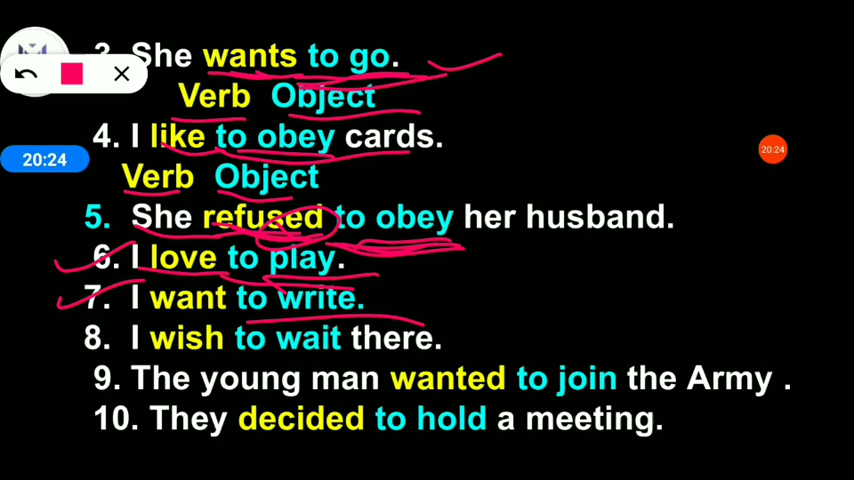 3. She wants to go.
Verb Object
4. I like to obey cards.
20:24
20:24
Verb Object
5. She refused to obey her husband.
6. I love to play.
7. I want to write.
8. I wish to wait there.
9. The young man wanted to join the Army .
10. They decided to hold a meeting.